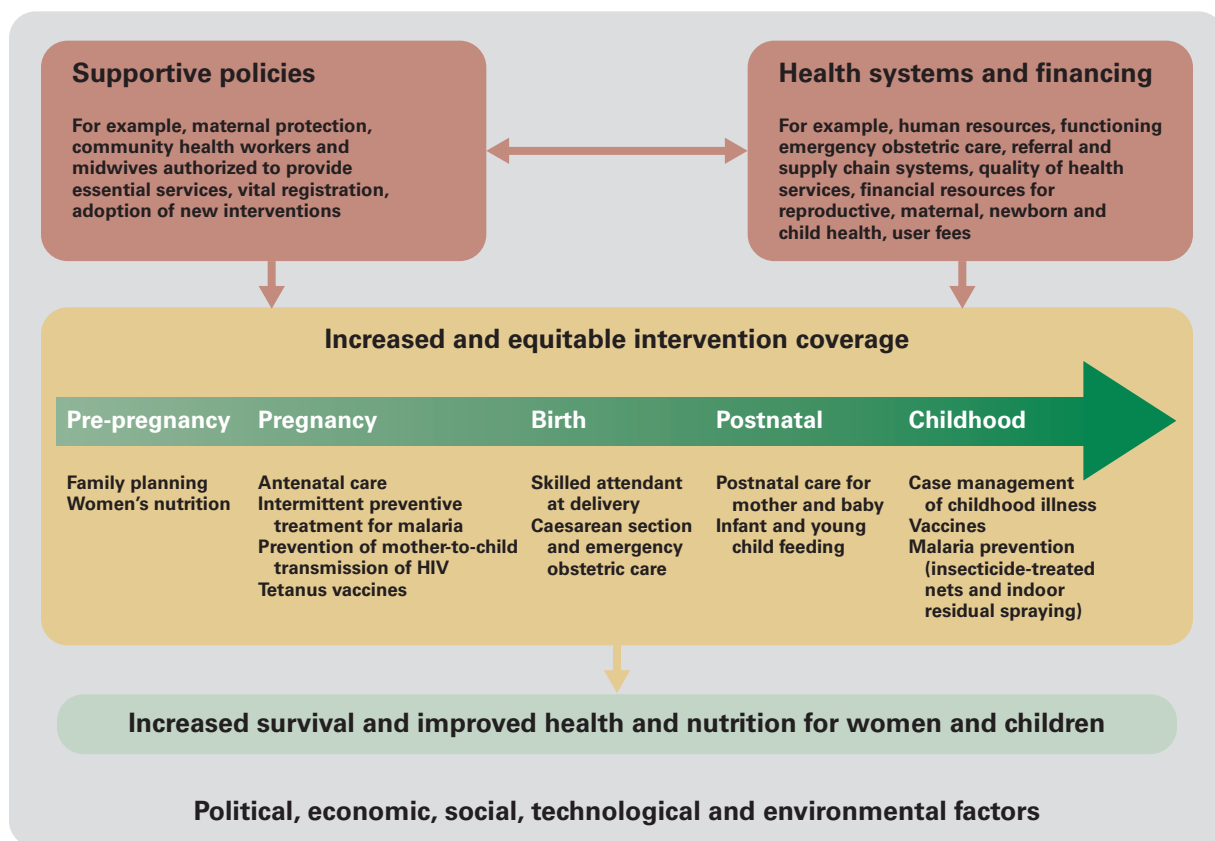 Supportive policies
For example, maternal protection,
community health workers and
midwives authorized to provide
essential services, vital registration,
adoption of new interventions
Health systems and financing
For example, human resources, functioning
emergency obstetric care, referral and
supply chain systems, quality of health
services, financial resources for
reproductive, maternal, newborn and
child health, user fees
Increased and equitable intervention coverage
Pre-pregnancy
Family planning
Women’s nutrition
Pregnancy
Antenatal care
Intermittent preventive
treatment for malaria
Prevention of mother-to-child
transmission of HIV
Tetanus vaccines
Birth
Skilled attendant
at delivery
Caesarean section
and emergency
obstetric care
Postnatal
Postnatal care for
mother and baby
Infant and young
child feeding
Childhood
Case management
of childhood illness
Vaccines
Malaria prevention
(insecticide-treated
nets and indoor
residual spraying)
Increased survival and improved health and nutrition for women and children
Political, economic, social, technological and environmental factors